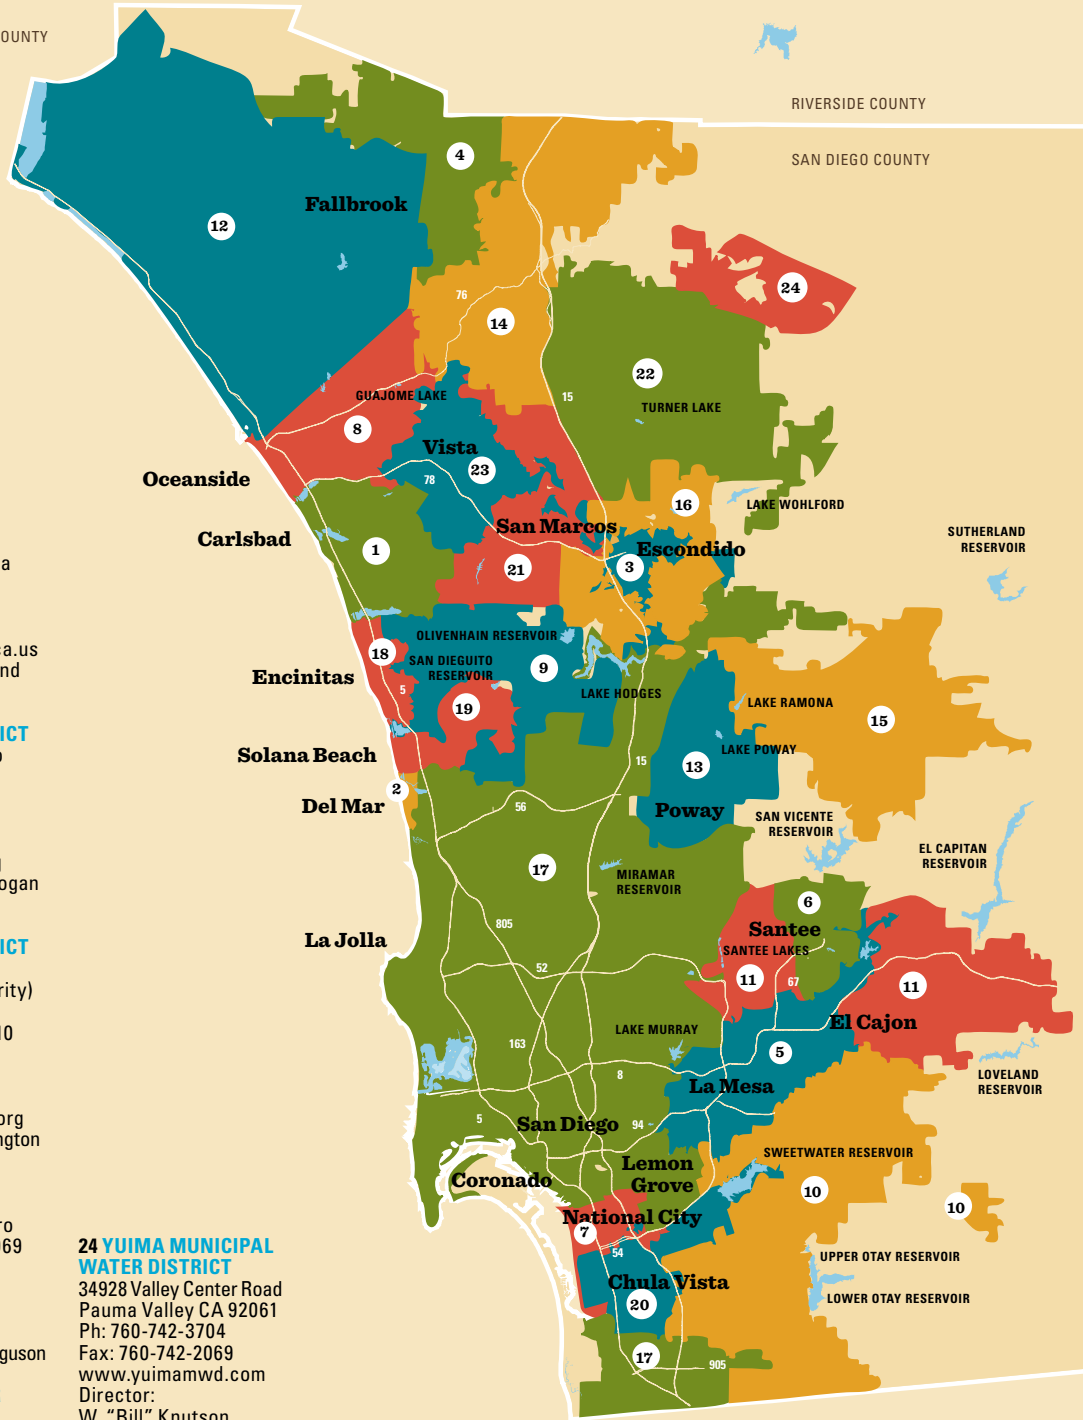 OUNTY
RIVERSIDE COUNTY
SAN DIEGO COUNTY
4
Fallbrook
12
24
76
14
22
15
GUAJOME LAKE
TURNER LAKE
8
Vista
23
78
Oceanside
16
LAKE WOHLFORD
San Marcos
Carlsbad
1
Escondido
SUTHERLAND
RESERVOIR
21
3
a
OLIVENHAIN RESERVOIR
ca.us
nd
18
SAN DIEGUITO
RESERVOIR
9
Encinitas
5
LAKE HODGES
19
LAKE RAMONA
15
RICT
o
LAKE POWAY
Solana Beach
15
13
2
Del Mar
56
Poway
SAN VICENTE
RESERVOIR
EL CAPITAN
RESERVOIR
17
MIRAMAR
RESERVOIR
ogan
6
805
Santee
La Jolla
RICT
SANTEE LAKES
52
11
67
11
rity)
El Cajon
10
LAKE MURRAY
163
5
8
La Mesa
LOVELAND
RESERVOIR
org
ngton
5
San Diego
94
SWEETWATER RESERVOIR
Lemon
Grove
Coronado
10
10
National City
7
ro
069
54
UPPER OTAY RESERVOIR
Chula Vista
20
LOWER OTAY RESERVOIR
17
905
guson
24 YUIMA MUNICIPAL
WATER DISTRICT
34928 Valley Center Road
Pauma Valley CA 92061
Ph: 760-742-3704
Fax: 760-742-2069
www.yuimamwd.com
Director:
W. "Bill" Knutson